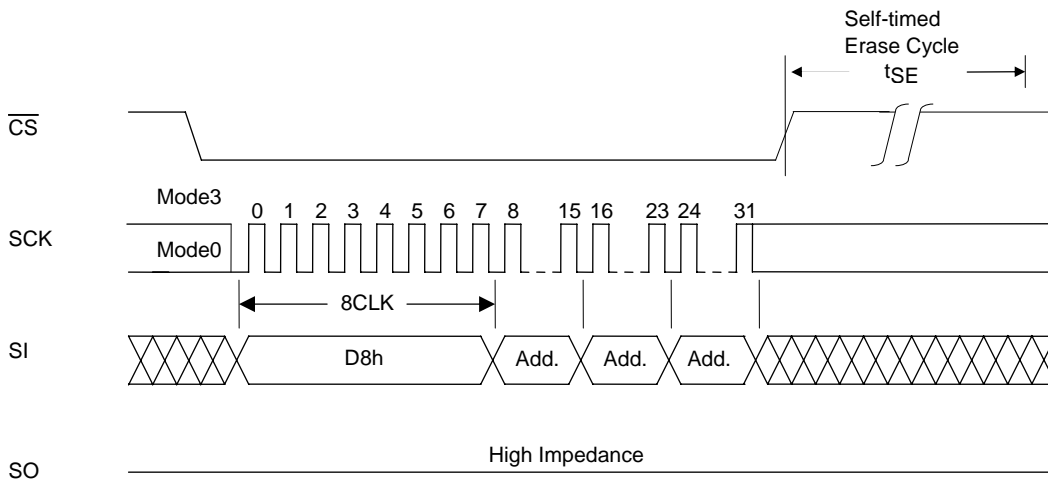 Self-timed
Erase Cycle
tSE
CS
Mode3
0 1 2 3 4 5 6 7 8 15 16 23 24 31
SCK
Mode0
8CLK
SI
D8h Add. Add. Add.
High Impedance
SO